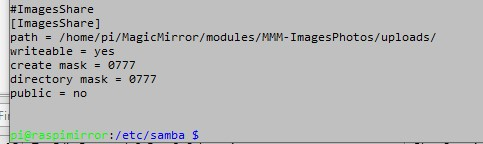 #ImagesShare
[ImagesShare]
path = /home/pi/MagicMirror/modules/MMM-ImagesPhotos/uploads/
writeable = yes
create mask = 0777
directory mask = 0777
public = no
pi@raspimirror:/etc/samba $